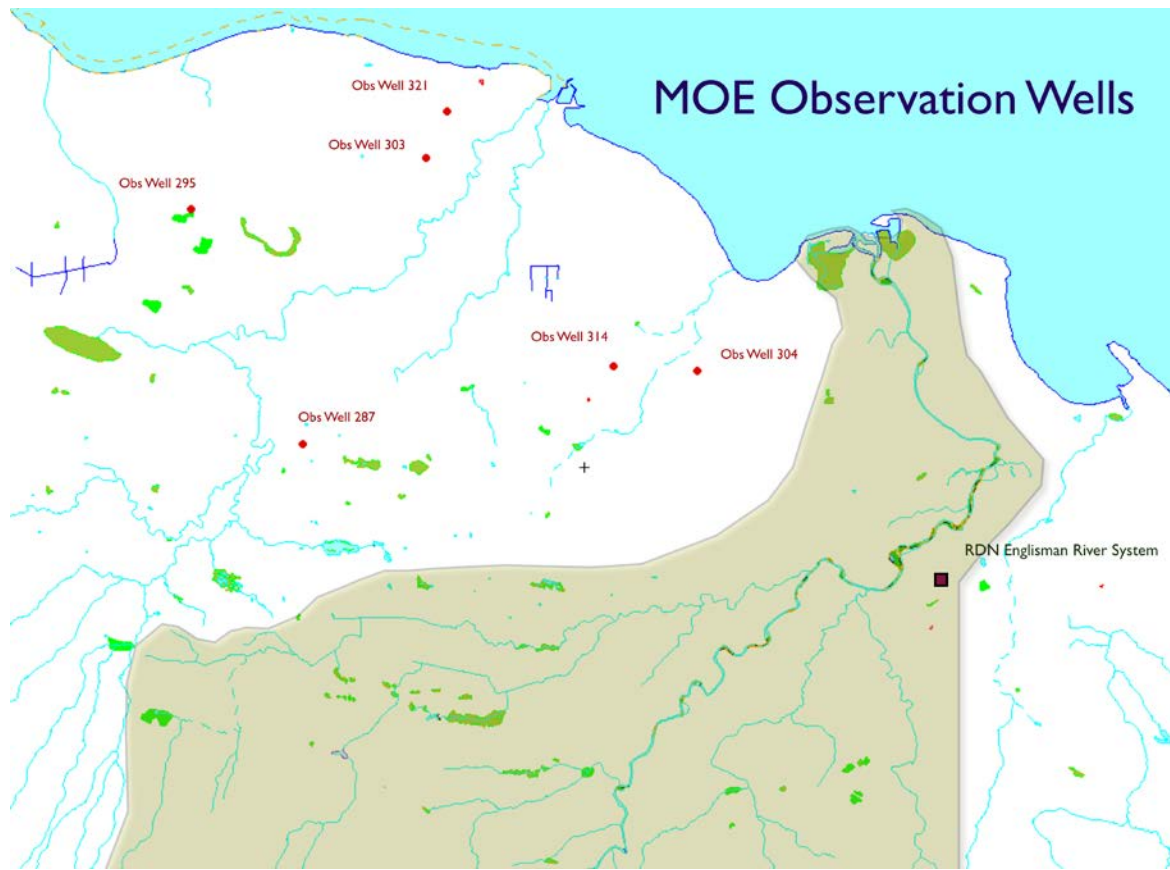 MOE Observation Wells
Obs Well 321
Obs Well 303
Obs Well 295
Obs Well 314
Obs Well 304
Obs Well 287
RDN Englisman River System